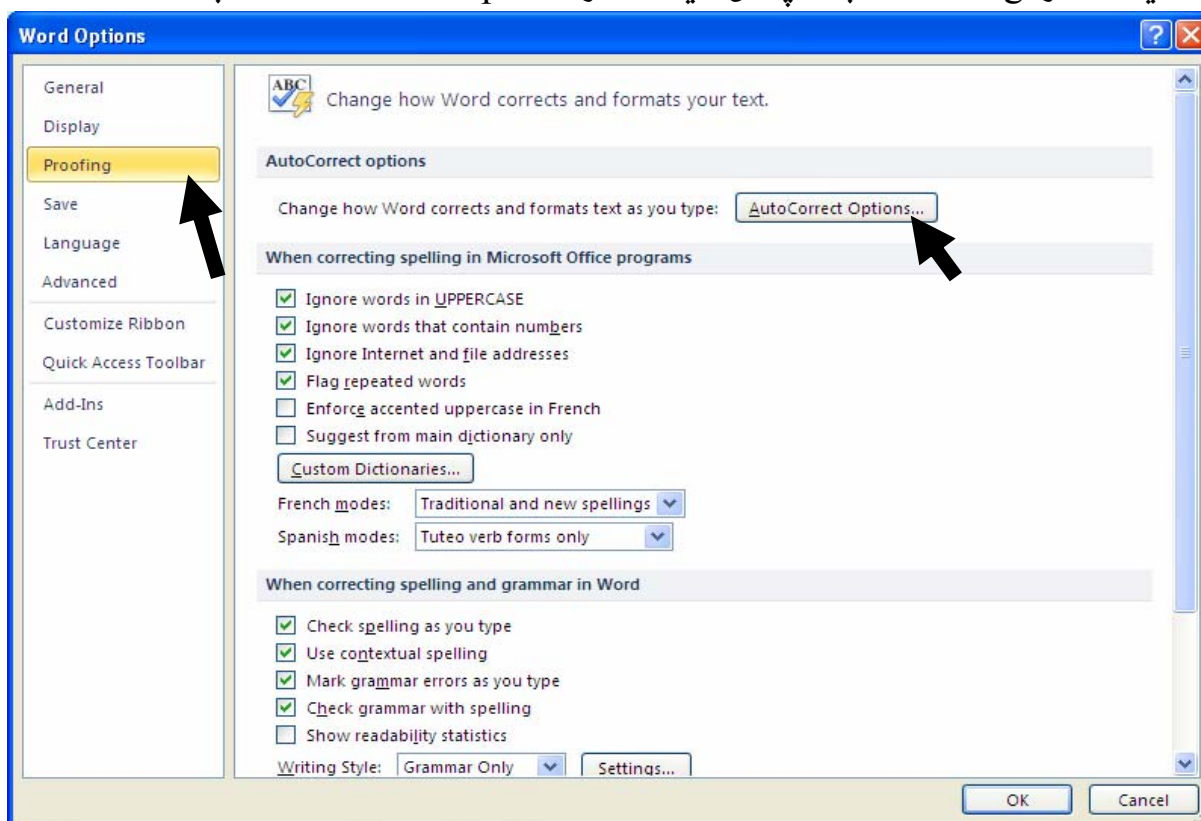 Word Options
General
Display
Proofing
Save
Language
Advanced
Customize Ribbon
Quick Access Toolbar
Add-Ins
Trust Center
ABC
Change how Word corrects and formats your text.
AutoCorrect options
Change how Word corrects and formats text as you type: AutoCorrect Options...
When correcting spelling in Microsoft Office programs
Ignore words in UPPERCASE
Ignore words that contain numbers
Ignore Internet and file addresses
Flag repeated words
Enforce accented uppercase in French
Suggest from main dictionary only
Custom Dictionaries...
French modes: Traditional and new spellings
Spanish modes: Tuteo verb forms only
When correcting spelling and grammar in Word
Check spelling as you type
Use contextual spelling
Mark grammar errors as you type
Check grammar with spelling
Show readability statistics
Writing Style: Grammar Only Settings...
OK Cancel